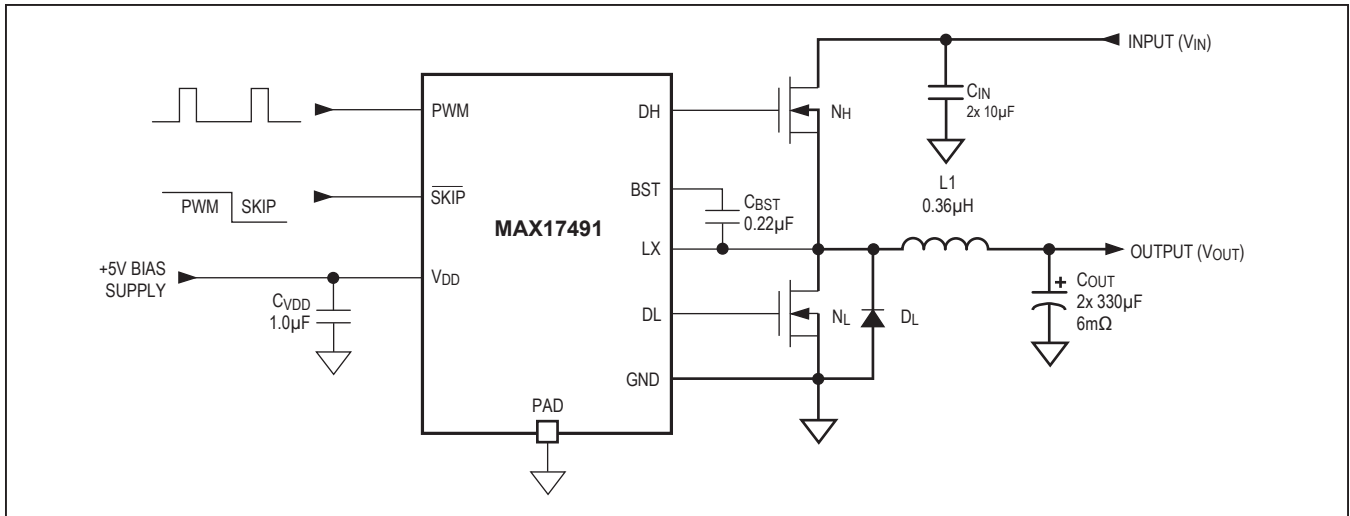 INPUT (VIN)
CIN
2x 10µF
PWM
DH
NH
L1
0.36µH
BST
CBST
0.22µF
SKIP
PWM SKIP
MAX17491
LX
OUTPUT (VOUT)
+5V BIAS
SUPPLY
VDD
CVDD
1.0µF
COUT
+
2x 330µF
6mΩ
DL
NL
DL
GND
PAD